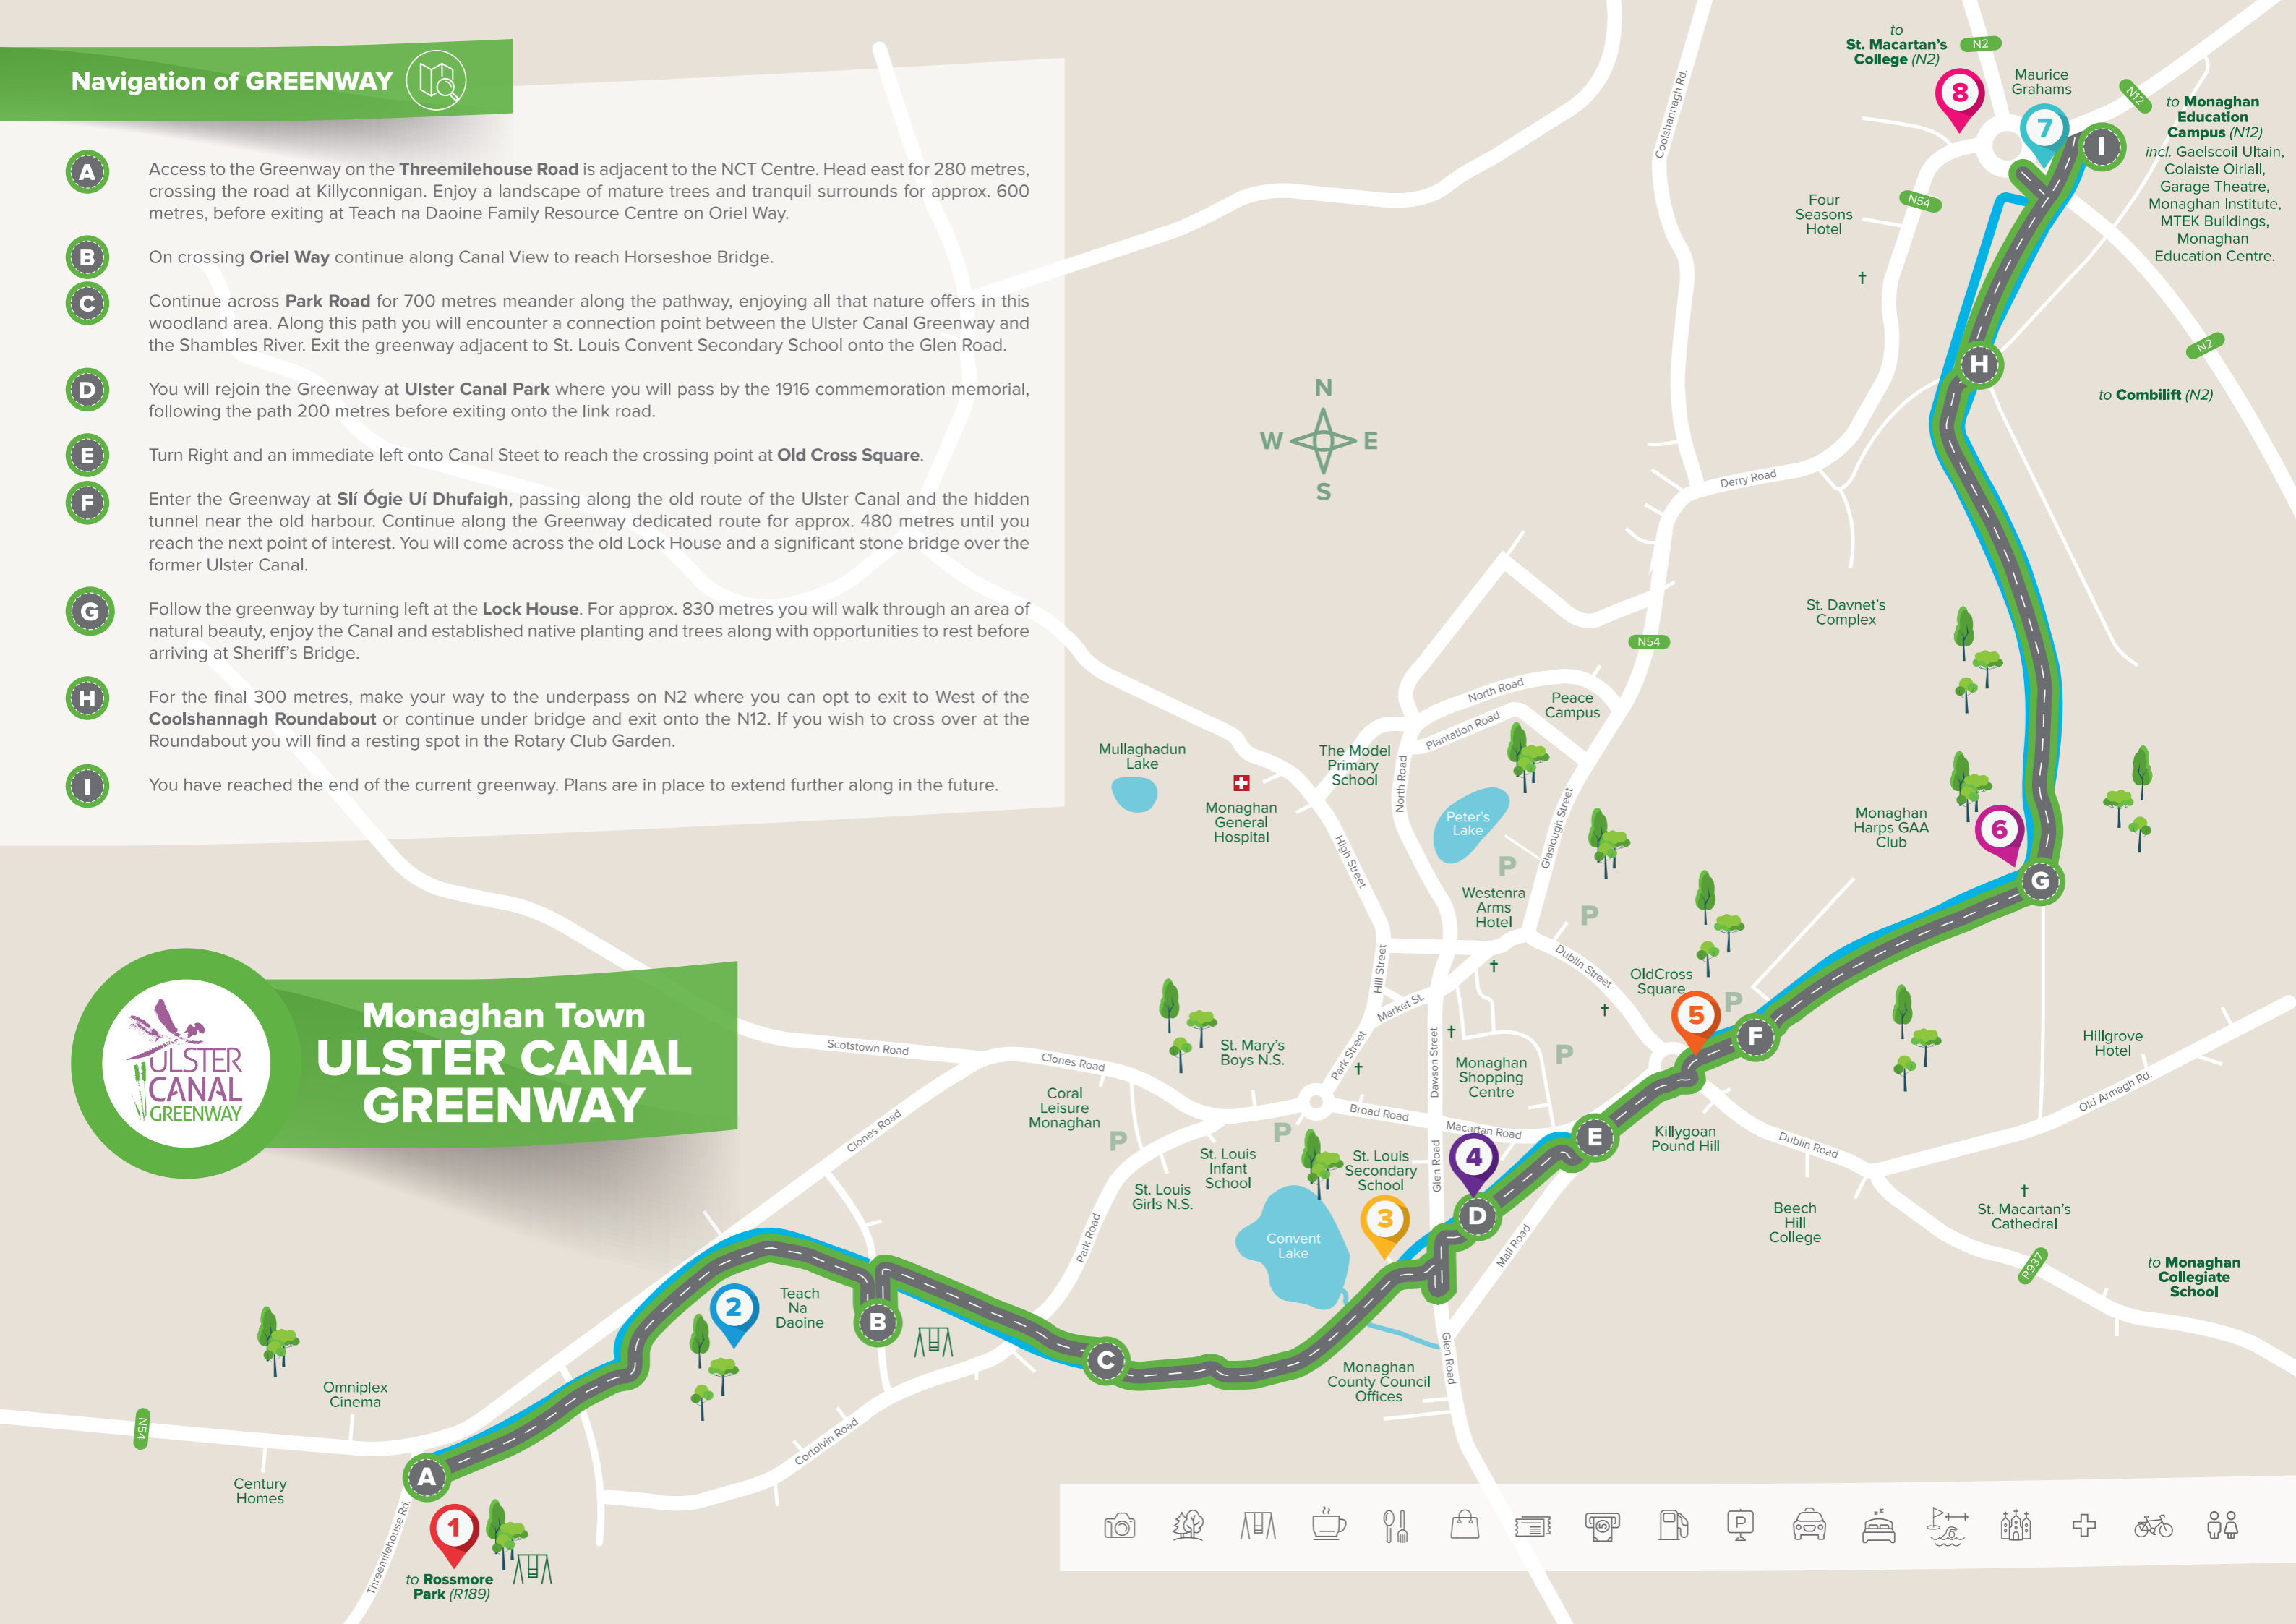 Navigation of GREENWAY
A
Access to the Greenway on the Threemilehouse Road is adjacent to the NCT Centre. Head east for 280 metres,
crossing the road at Killyconnigan. Enjoy a landscape of mature trees and tranquil surrounds for approx. 600
metres, before exiting at Teach na Daoine Family Resource Centre on Oriel Way.
B
On crossing Oriel Way continue along Canal View to reach Horseshoe Bridge.
C
Continue across Park Road for 700 metres meander along the pathway, enjoying all that nature offers in this
woodland area. Along this path you will encounter a connection point between the Ulster Canal Greenway and
the Shambles River. Exit the greenway adjacent to St. Louis Convent Secondary School onto the Glen Road.
D
You will rejoin the Greenway at Ulster Canal Park where you will pass by the 1916 commemoration memorial,
following the path 200 metres before exiting onto the link road.
E
Turn Right and an immediate left onto Canal Steet to reach the crossing point at Old Cross Square.
F
Enter the Greenway at Slí Ógie Uí Dhufaigh, passing along the old route of the Ulster Canal and the hidden
tunnel near the old harbour. Continue along the Greenway dedicated route for approx. 480 metres until you
reach the next point of interest. You will come across the old Lock House and a significant stone bridge over the
former Ulster Canal.
G
Follow the greenway by turning left at the Lock House. For approx. 830 metres you will walk through an area of
natural beauty, enjoy the Canal and established native planting and trees along with opportunities to rest before
arriving at Sheriff's Bridge.
H
For the final 300 metres, make your way to the underpass on N2 where you can opt to exit to West of the
Coolshannagh Roundabout or continue under bridge and exit onto the N12. If you wish to cross over at the
Roundabout you will find a resting spot in the Rotary Club Garden.
I
You have reached the end of the current greenway. Plans are in place to extend further along in the future.
ULSTER
CANAL
GREENWAY
Monaghan Town
ULSTER CANAL
GREENWAY
N
W E
S
to
St. Macartan's
College (N2)
N2
8
Maurice
Grahams
7
I
N12
to Monaghan
Education
Campus (N12)
incl. Gaelscoil Ultain,
Colaiste Oiriall,
Garage Theatre,
Monaghan Institute,
MTEK Buildings,
Monaghan
Education Centre.
Coolshannagh Rd.
Four
Seasons
Hotel
N54
H
N2
to Combilift (N2)
Derry Road
St. Davnet's
Complex
N54
North Road
Peace
Campus
Plantation Road
Mullaghadun
Lake
The Model
Primary
School
North Road
Monaghan
General
Hospital
Peter's
Lake
P
Glaslough Street
High Street
Monaghan
Harps GAA
Club
6
G
Westenra
Arms
Hotel
P
Dublin Street
OldCross
Square
5
P
F
Hill Street
Market St.
Park Street
Dawson Street
Monaghan
Shopping
Centre
P
Hillgrove
Hotel
Old Armagh Rd.
Scotstown Road
Clones Road
St. Mary's
Boys N.S.
Coral
Leisure
Monaghan
P
Clones Road
P
Broad Road
Macartan Road
Glen Road
E
Killygoan
Pound Hill
Dublin Road
St. Louis
Infant
School
St. Louis
Secondary
School
4
St. Louis
Girls N.S.
3
D
Convent
Lake
Park Road
Mall Road
Beech
Hill
College
St. Macartan's
Cathedral
R937
to Monaghan
Collegiate
School
2
Teach
Na
Daoine
B
C
Glen Road
Monaghan
County Council
Offices
Omniplex
Cinema
N54
Century
Homes
A
Cortolvin Road
Threemilehouse Rd.
1
to Rossmore
Park (R189)
P
z z